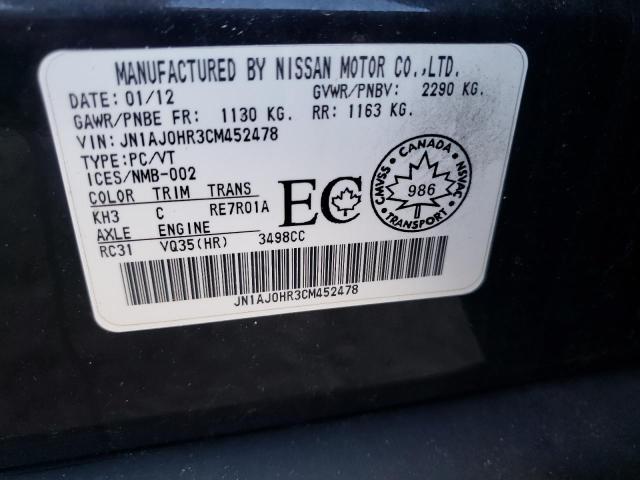 MANUFACTURED BY NISSAN MOTOR CO.,LTD.
DATE: 01/12 GVWR/PNBV: 2290 KG.
GAWR/PNBE FR: 1130 KG. RR: 1163 KG.
VIN: JN1AJ0HR3CM452478
TYPE: PC/VT
ICES/NMB-002
COLOR TRIM TRANS
KH3 C RE7R01A
AXLE ENGINE
RC31 VQ35(HR) 3498CC
EC
CANADA
CMVSS
986
NSVAC
TRANSPORT
JN1AJ0HR3CM452478